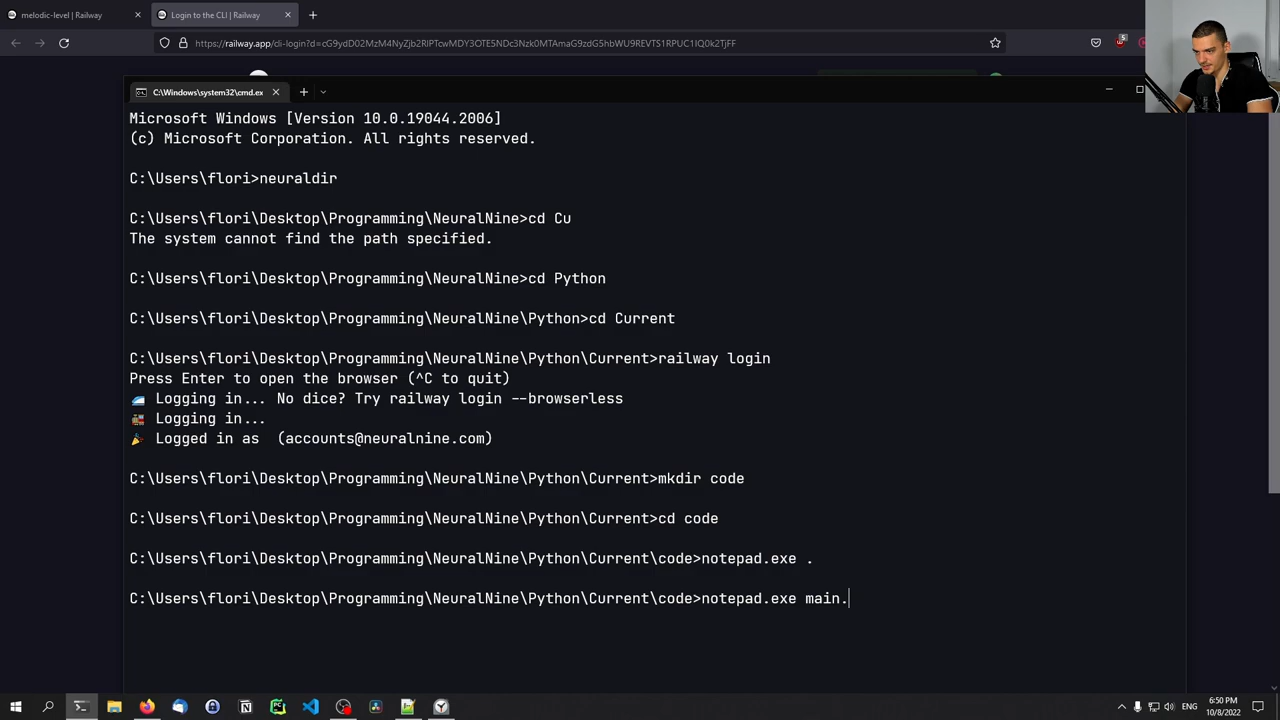 melodic-level | Railway
Login to the CLI | Railway
C:\Windows\system32\cmd.ex
Microsoft Windows [Version 10.0.19044.2006]
(c) Microsoft Corporation. All rights reserved.
C:\Users\flori>neuraldir
C:\Users\flori\Desktop\Programming\NeuralNine>cd Cu
The system cannot find the path specified.
C:\Users\flori\Desktop\Programming\NeuralNine>cd Python
C:\Users\flori\Desktop\Programming\NeuralNine\Python>cd Current
C:\Users\flori\Desktop\Programming\NeuralNine\Python\Current>railway login
Press Enter to open the browser (^C to quit)
Logging in... No dice? Try railway login --browserless
Logging in...
Logged in as  (accounts@neuralnine.com)
C:\Users\flori\Desktop\Programming\NeuralNine\Python\Current>mkdir code
C:\Users\flori\Desktop\Programming\NeuralNine\Python\Current>cd code
C:\Users\flori\Desktop\Programming\NeuralNine\Python\Current\code>notepad.exe .
C:\Users\flori\Desktop\Programming\NeuralNine\Python\Current\code>notepad.exe main.
ENG
6:50 PM
10/8/2022